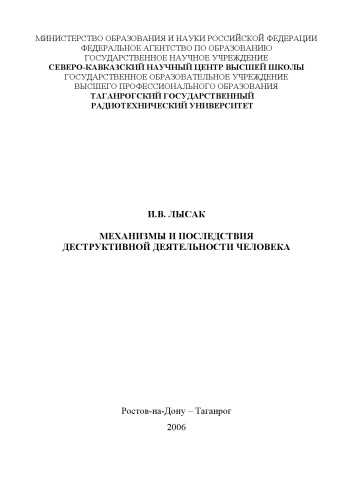 МИНИСТЕРСТВО ОБРАЗОВАНИЯ И НАУКИ РОССИЙСКОЙ ФЕДЕРАЦИИ
ФЕДЕРАЛЬНОЕ АГЕНТСТВО ПО ОБРАЗОВАНИЮ
ГОСУДАРСТВЕННОЕ НАУЧНОЕ УЧРЕЖДЕНИЕ
СЕВЕРО-КАВКАЗСКИЙ НАУЧНЫЙ ЦЕНТР ВЫСШЕЙ ШКОЛЫ
ГОСУДАРСТВЕННОЕ ОБРАЗОВАТЕЛЬНОЕ УЧРЕЖДЕНИЕ
ВЫСШЕГО ПРОФЕССИОНАЛЬНОГО ОБРАЗОВАНИЯ
ТАГАНРОГСКИЙ ГОСУДАРСТВЕННЫЙ
РАДИОТЕХНИЧЕСКИЙ УНИВЕРСИТЕТ
И.В. ЛЫСАК
МЕХАНИЗМЫ И ПОСЛЕДСТВИЯ
ДЕСТРУКТИВНОЙ ДЕЯТЕЛЬНОСТИ ЧЕЛОВЕКА
Ростов-на-Дону – Таганрог
2006